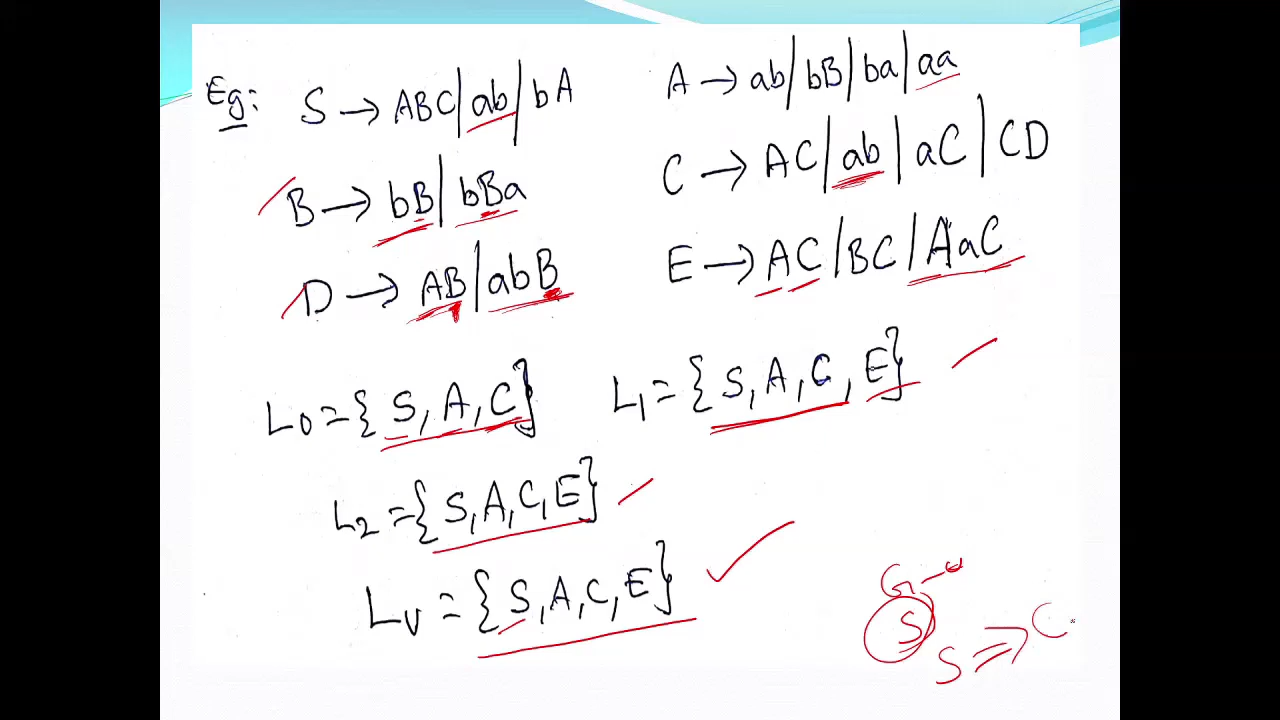 Eg: S → ABC | ab | bA
A → ab | bB | ba | aa
B → bB | bBa
C → AC | ab | aC | CD
D → AB | abB
E → AC | BC | AaC
L0 = { S, A, C }
L1 = { S, A, C, E }
L2 = { S, A, C, E }
LV = { S, A, C, E }
S
S ⇒